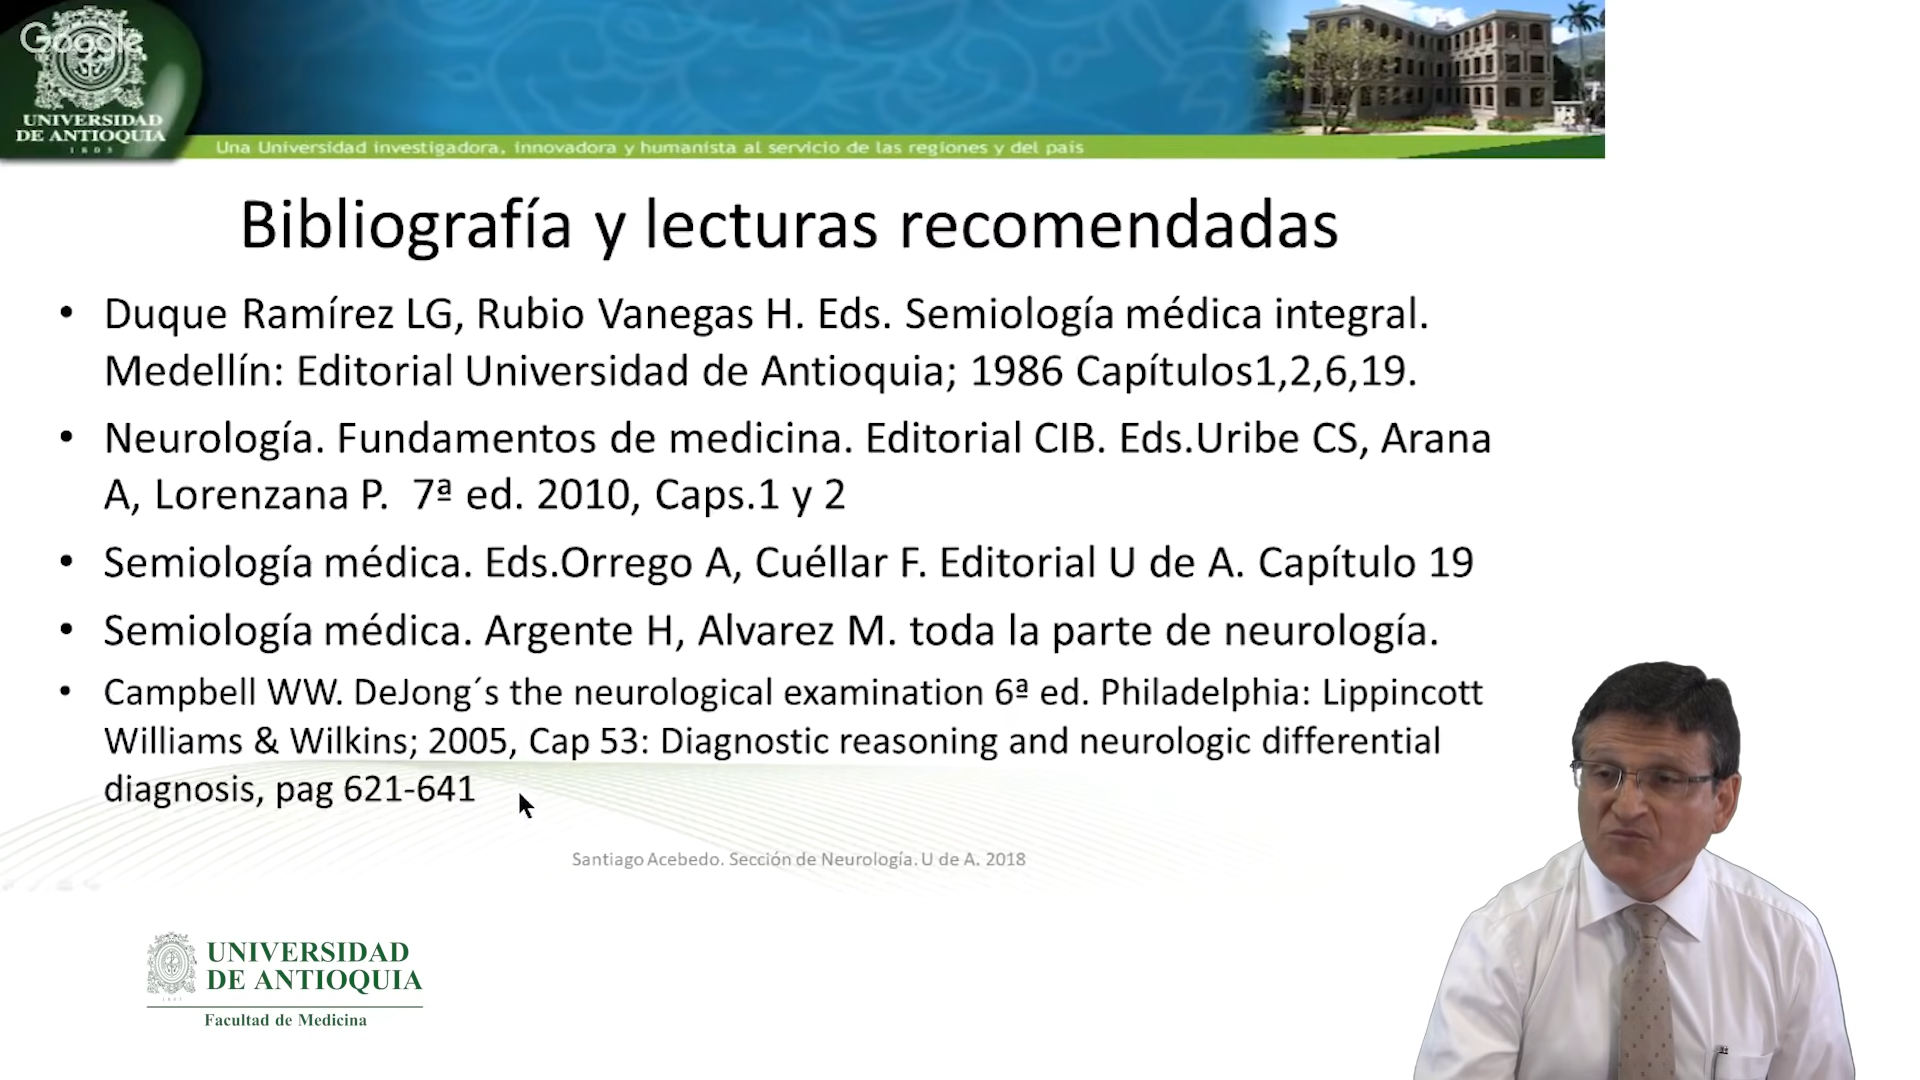 Google
UNIVERSIDAD
DE ANTIOQUIA
1803
Una Universidad investigadora, innovadora y humanista al servicio de las regiones y del país
Bibliografía y lecturas recomendadas
• Duque Ramírez LG, Rubio Vanegas H. Eds. Semiología médica integral.
Medellín: Editorial Universidad de Antioquia; 1986 Capítulos1,2,6,19.
• Neurología. Fundamentos de medicina. Editorial CIB. Eds.Uribe CS, Arana
A, Lorenzana P. 7ª ed. 2010, Caps.1 y 2
• Semiología médica. Eds.Orrego A, Cuéllar F. Editorial U de A. Capítulo 19
• Semiología médica. Argente H, Alvarez M. toda la parte de neurología.
• Campbell WW. DeJong´s the neurological examination 6ª ed. Philadelphia: Lippincott
Williams & Wilkins; 2005, Cap 53: Diagnostic reasoning and neurologic differential
diagnosis, pag 621-641
Santiago Acebedo. Sección de Neurología. U de A. 2018
UNIVERSIDAD
DE ANTIOQUIA
Facultad de Medicina